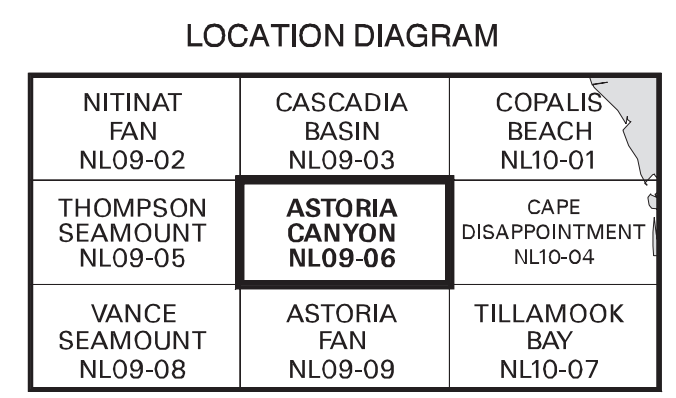 LOCATION DIAGRAM
NITINAT
FAN
NL09-02
CASCADIA
BASIN
NL09-03
COPALIS
BEACH
NL10-01
THOMPSON
SEAMOUNT
NL09-05
ASTORIA
CANYON
NL09-06
CAPE
DISAPPOINTMENT
NL10-04
VANCE
SEAMOUNT
NL09-08
ASTORIA
FAN
NL09-09
TILLAMOOK
BAY
NL10-07